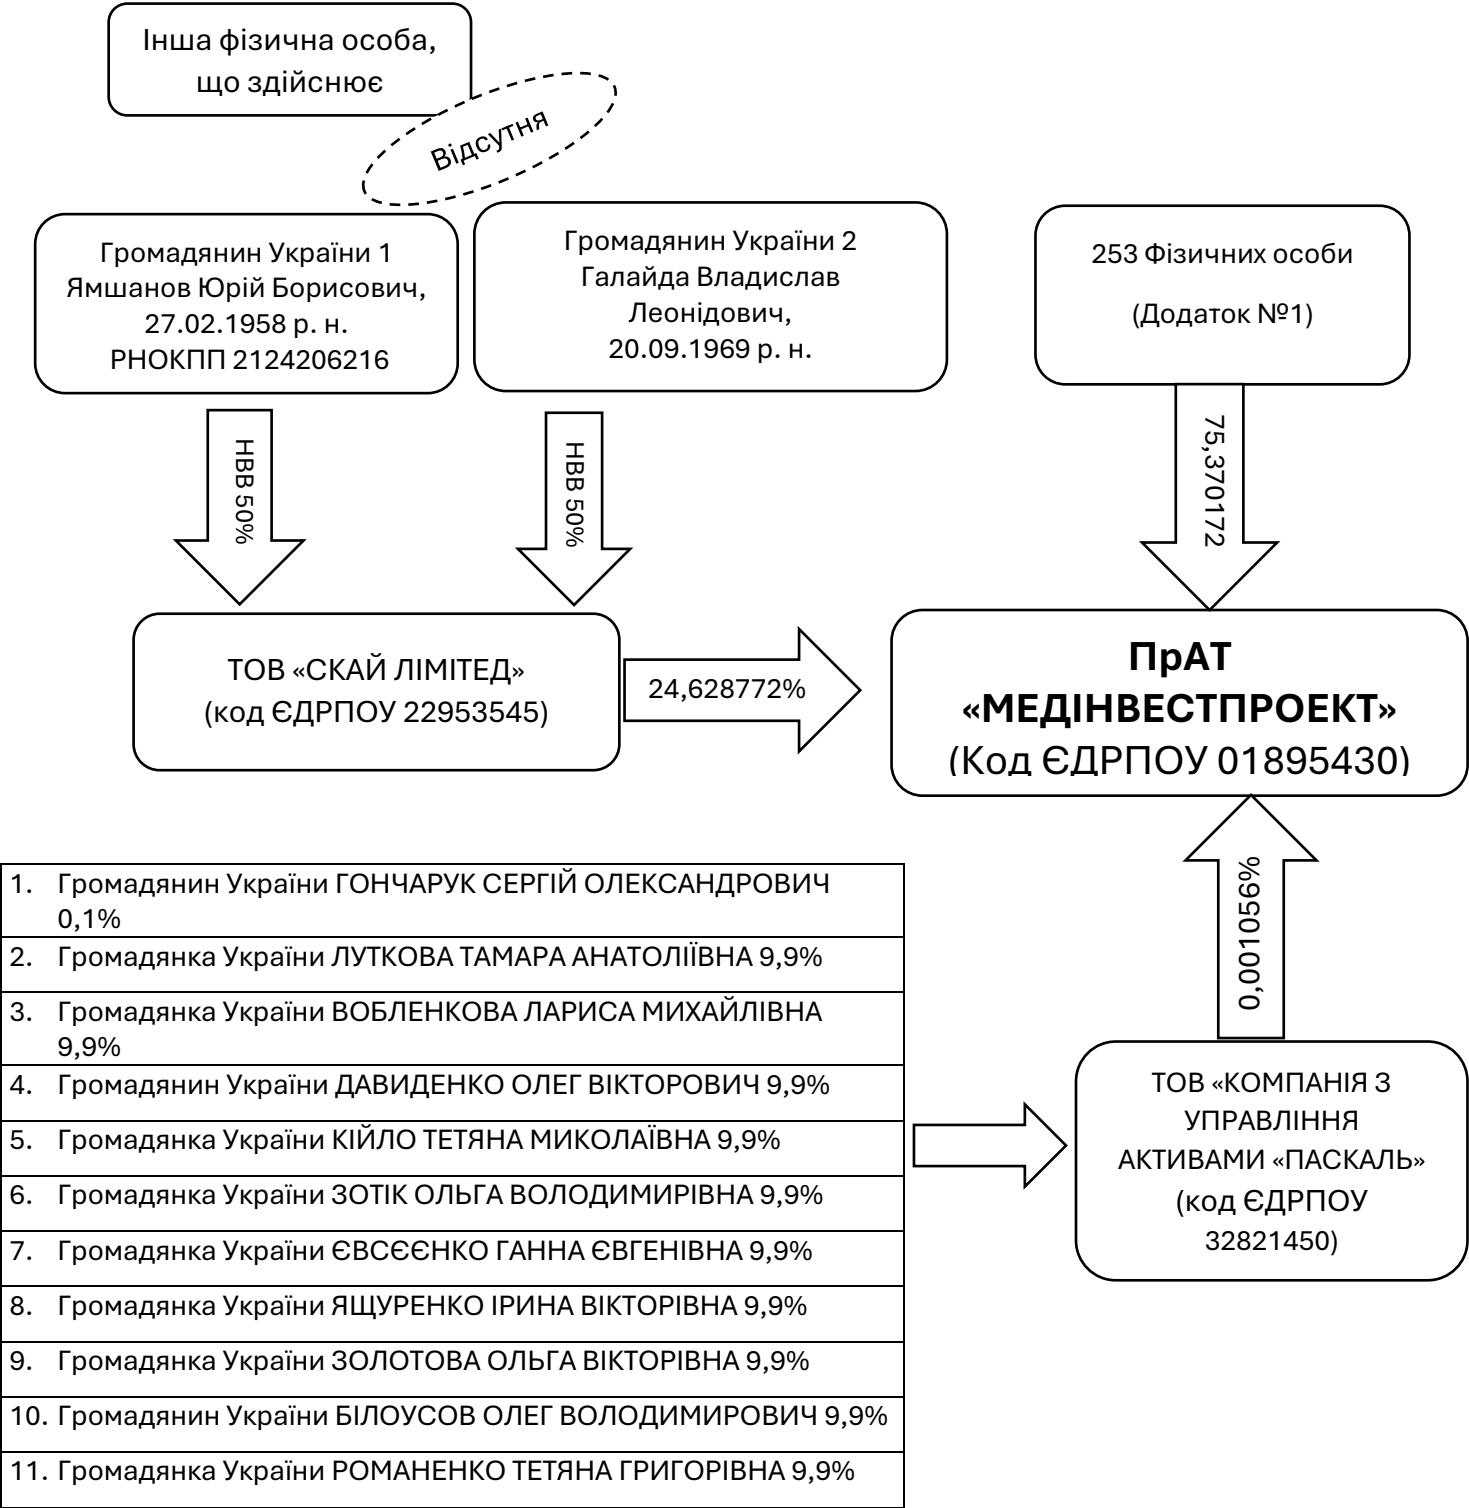 Інша фізична особа,
що здійснює
Відсутня
Громадянин України 1
Ямшанов Юрій Борисович,
27.02.1958 р. н.
РНОКПП 2124206216
Громадянин України 2
Галайда Владислав
Леонідович,
20.09.1969 р. н.
253 Фізичних особи
(Додаток №1)
НВВ 50%
НВВ 50%
75,370172
ТОВ «СКАЙ ЛІМІТЕД»
(код ЄДРПОУ 22953545)
24,628772%
ПрАТ
«МЕДІНВЕСТПРОЕКТ»
(Код ЄДРПОУ 01895430)
0,001056%
1. Громадянин України ГОНЧАРУК СЕРГІЙ ОЛЕКСАНДРОВИЧ
0,1%
2. Громадянка України ЛУТКОВА ТАМАРА АНАТОЛІЇВНА 9,9%
3. Громадянка України ВОБЛЕНКОВА ЛАРИСА МИХАЙЛІВНА
9,9%
4. Громадянин України ДАВИДЕНКО ОЛЕГ ВІКТОРОВИЧ 9,9%
5. Громадянка України КІЙЛО ТЕТЯНА МИКОЛАЇВНА 9,9%
6. Громадянка України ЗОТІК ОЛЬГА ВОЛОДИМИРІВНА 9,9%
7. Громадянка України ЄВСЄЄНКО ГАННА ЄВГЕНІВНА 9,9%
8. Громадянка України ЯЩУРЕНКО ІРИНА ВІКТОРІВНА 9,9%
9. Громадянка України ЗОЛОТОВА ОЛЬГА ВІКТОРІВНА 9,9%
10. Громадянин України БІЛОУСОВ ОЛЕГ ВОЛОДИМИРОВИЧ 9,9%
11. Громадянка України РОМАНЕНКО ТЕТЯНА ГРИГОРІВНА 9,9%
ТОВ «КОМПАНІЯ З
УПРАВЛІННЯ
АКТИВАМИ «ПАСКАЛЬ»
(код ЄДРПОУ
32821450)